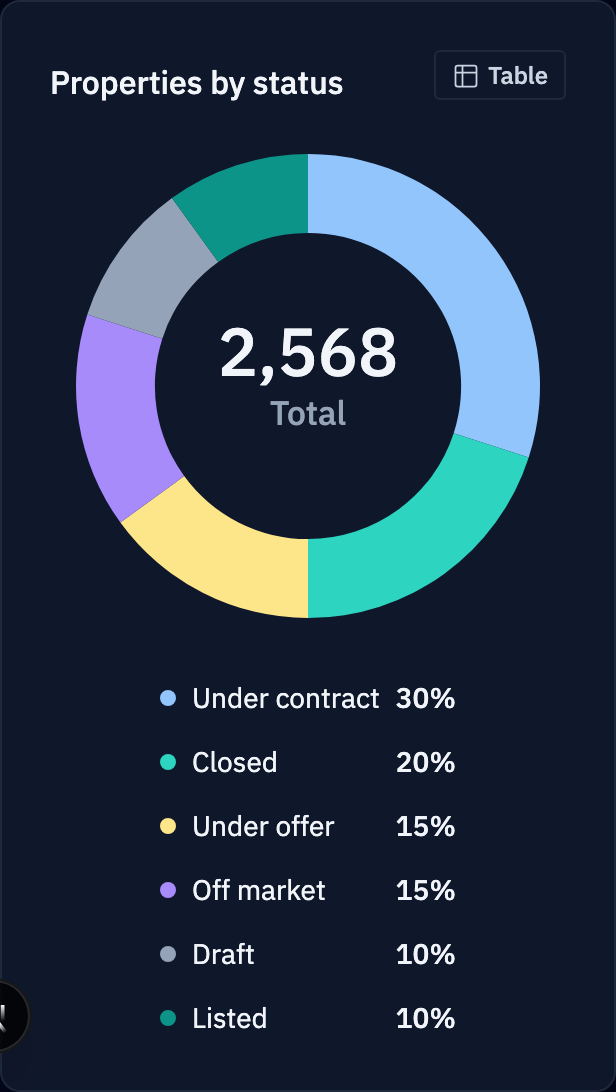 Properties by status
Table
2,568
Total
Under contract 30%
Closed 20%
Under offer 15%
Off market 15%
Draft 10%
Listed 10%